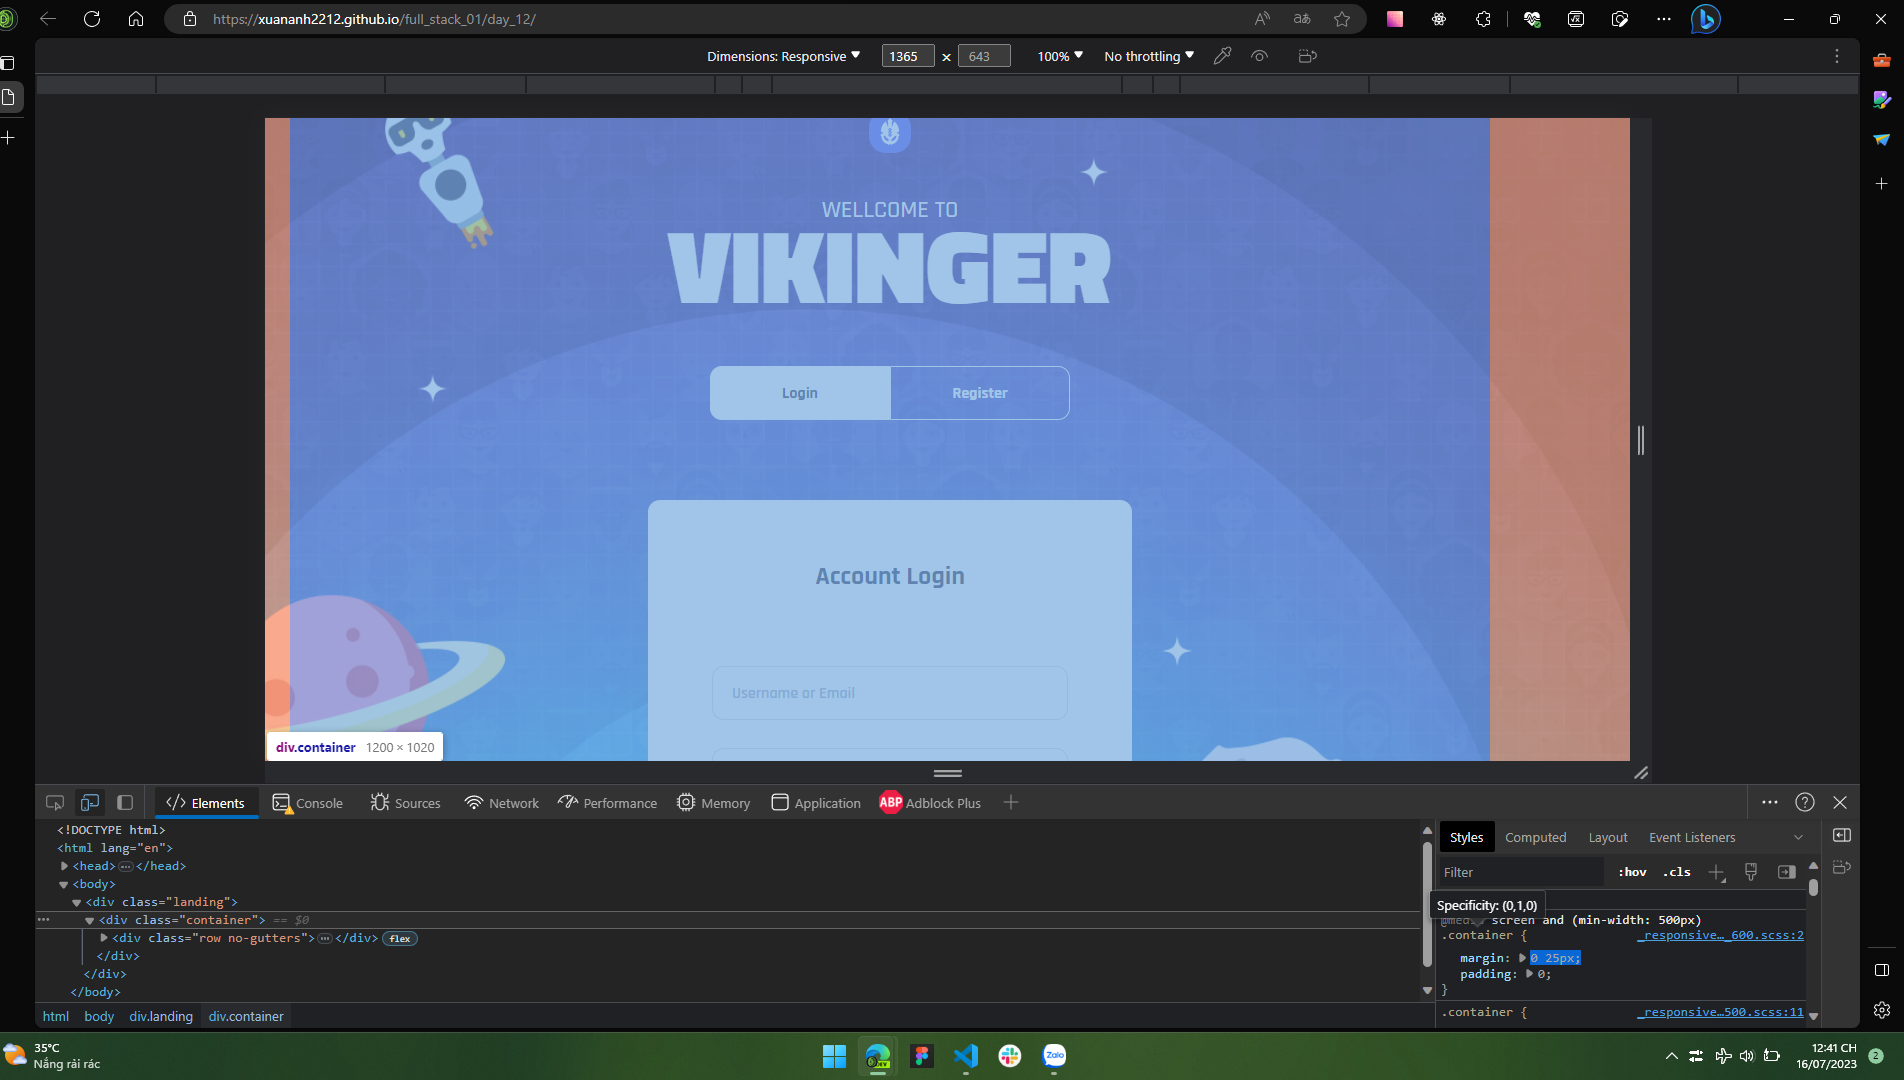 https://xuananh2212.github.io/full_stack_01/day_12/
Dimensions: Responsive 1365 × 643 100% No throttling
WELLCOME TO
VIKINGER
Login Register
Account Login
Username or Email
div.container 1200 × 1020
Elements Console Sources Network Performance Memory Application ABP Adblock Plus
<!DOCTYPE html>
<html lang="en">
<head> </head>
<body>
<div class="landing">
<div class="container"> == $0
<div class="row no-gutters"> </div> flex
</div>
</div>
</body>
html body div.landing div.container
Styles Computed Layout Event Listeners
Filter :hov .cls
Specificity: (0,1,0)
screen and (min-width: 500px)
.container { _responsive…_600.scss:2
margin: 0 25px;
padding: 0;
}
.container { _responsive…500.scss:11
35°C
Nắng rải rác
Zalo
12:41 CH
16/07/2023
2